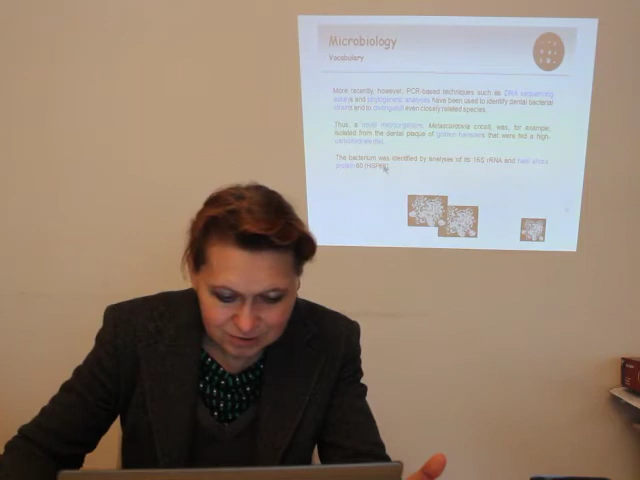 Microbiology
Vocabulary
More recently, however, PCR-based techniques such as DNA sequencing
and phylogenetic analysis have been used to identify dental bacterial
and to distinguish even closely related species.
Thus, a novel microorganism, criceti, was, for example,
isolated from the dental plaque of golden hamsters that were fed a high-
The bacterium was identified by analyses of its 16S rRNA and heat-shock
protein 60 (HSP60).